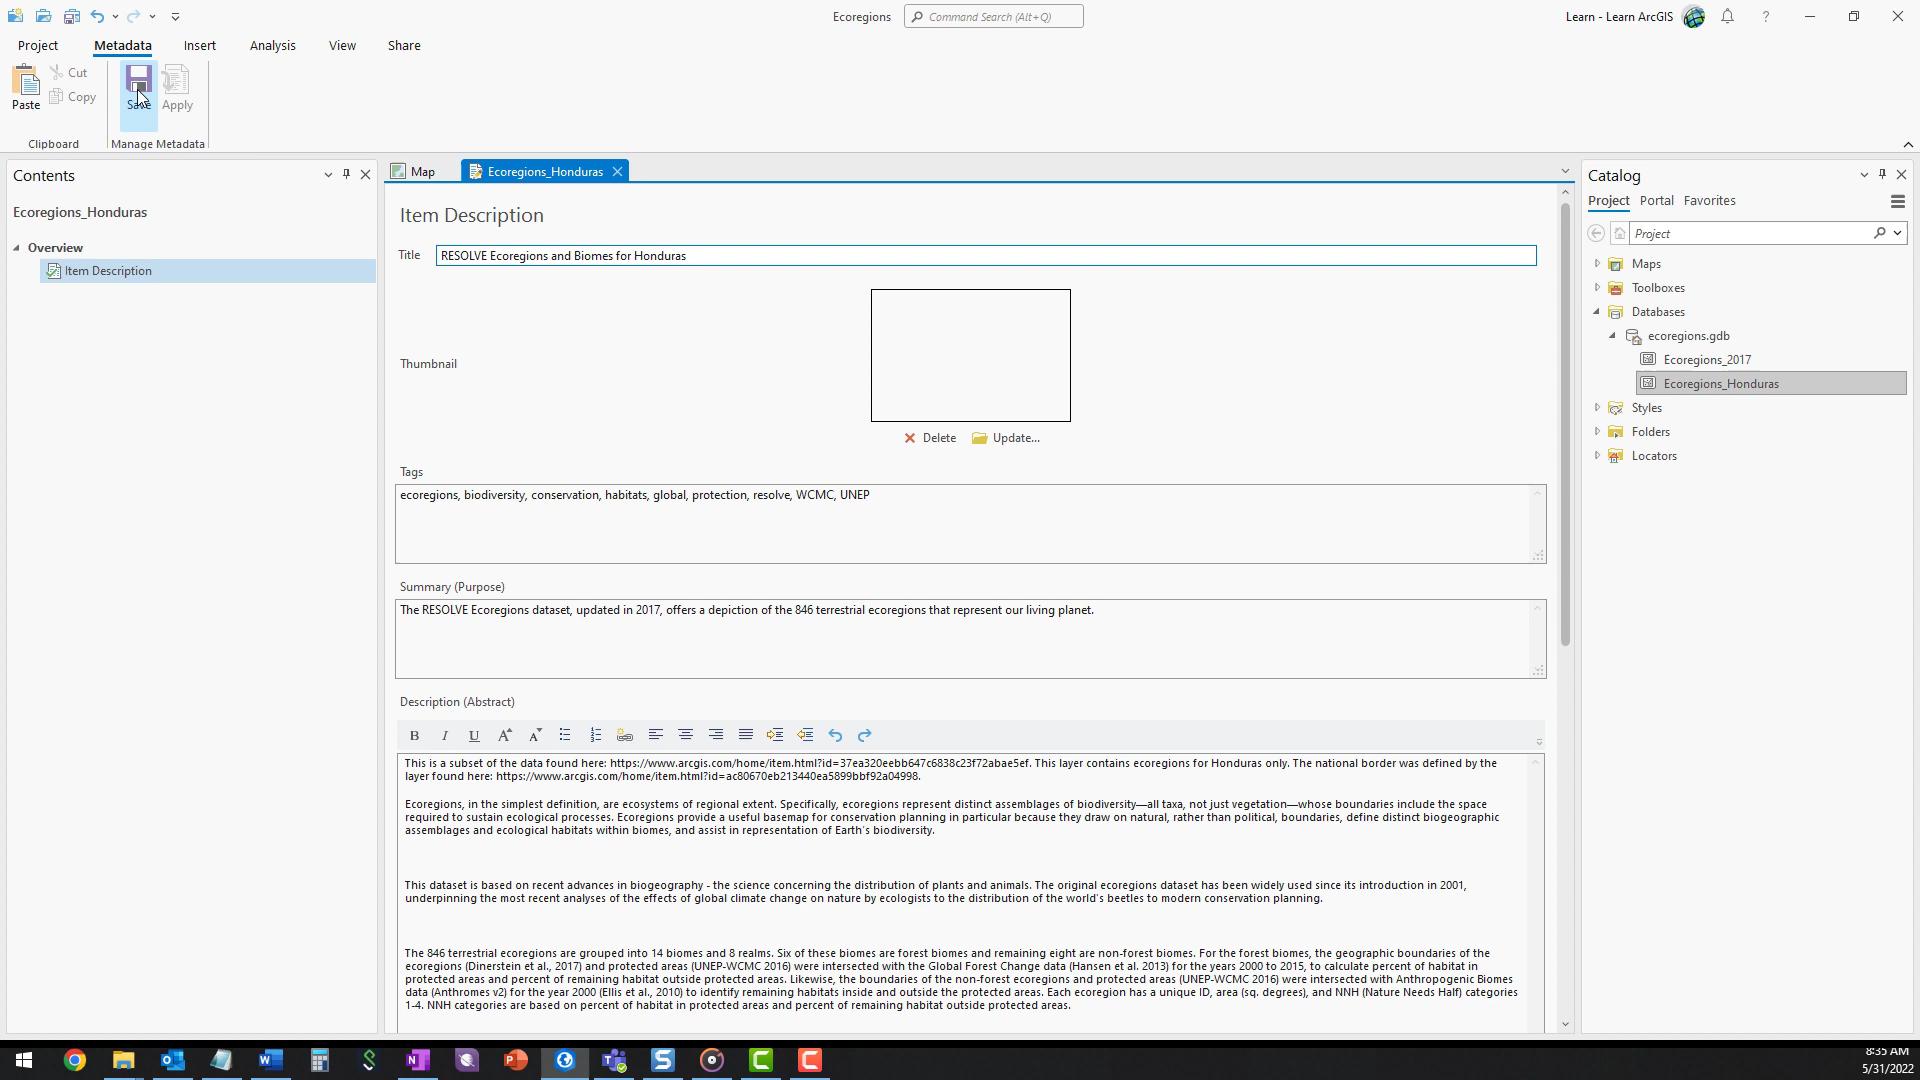 Ecoregions
Command Search (Alt+Q)
Learn - Learn ArcGIS
?
Project
Metadata
Insert
Analysis
View
Share
Paste
Cut
Copy
Save
Apply
Clipboard
Manage Metadata
Contents
Ecoregions_Honduras
Overview
Item Description
Map
Ecoregions_Honduras
Item Description
Title
RESOLVE Ecoregions and Biomes for Honduras
Thumbnail
Delete
Update...
Tags
ecoregions, biodiversity, conservation, habitats, global, protection, resolve, WCMC, UNEP
Summary (Purpose)
The RESOLVE Ecoregions dataset, updated in 2017, offers a depiction of the 846 terrestrial ecoregions that represent our living planet.
Description (Abstract)
B I U A A
This is a subset of the data found here: https://www.arcgis.com/home/item.html?id=37ea320eebb647c6838c23f72abae5ef. This layer contains ecoregions for Honduras only. The national border was defined by the
layer found here: https://www.arcgis.com/home/item.html?id=ac80670eb213440ea5899bbf92a04998.
Ecoregions, in the simplest definition, are ecosystems of regional extent. Specifically, ecoregions represent distinct assemblages of biodiversity—all taxa, not just vegetation—whose boundaries include the space
required to sustain ecological processes. Ecoregions provide a useful basemap for conservation planning in particular because they draw on natural, rather than political, boundaries, define distinct biogeographic
assemblages and ecological habitats within biomes, and assist in representation of Earth's biodiversity.
This dataset is based on recent advances in biogeography - the science concerning the distribution of plants and animals. The original ecoregions dataset has been widely used since its introduction in 2001,
underpinning the most recent analyses of the effects of global climate change on nature by ecologists to the distribution of the world's beetles to modern conservation planning.
The 846 terrestrial ecoregions are grouped into 14 biomes and 8 realms. Six of these biomes are forest biomes and remaining eight are non-forest biomes. For the forest biomes, the geographic boundaries of the
ecoregions (Dinerstein et al., 2017) and protected areas (UNEP-WCMC 2016) were intersected with the Global Forest Change data (Hansen et al. 2013) for the years 2000 to 2015, to calculate percent of habitat in
protected areas and percent of remaining habitat outside protected areas. Likewise, the boundaries of the non-forest ecoregions and protected areas (UNEP-WCMC 2016) were intersected with Anthropogenic Biomes
data (Anthromes v2) for the year 2000 (Ellis et al., 2010) to identify remaining habitats inside and outside the protected areas. Each ecoregion has a unique ID, area (sq. degrees), and NNH (Nature Needs Half) categories
1-4. NNH categories are based on percent of habitat in protected areas and percent of remaining habitat outside protected areas.
Catalog
Project
Portal
Favorites
Project
Maps
Toolboxes
Databases
ecoregions.gdb
Ecoregions_2017
Ecoregions_Honduras
Styles
Folders
Locators
8:35 AM
5/31/2022